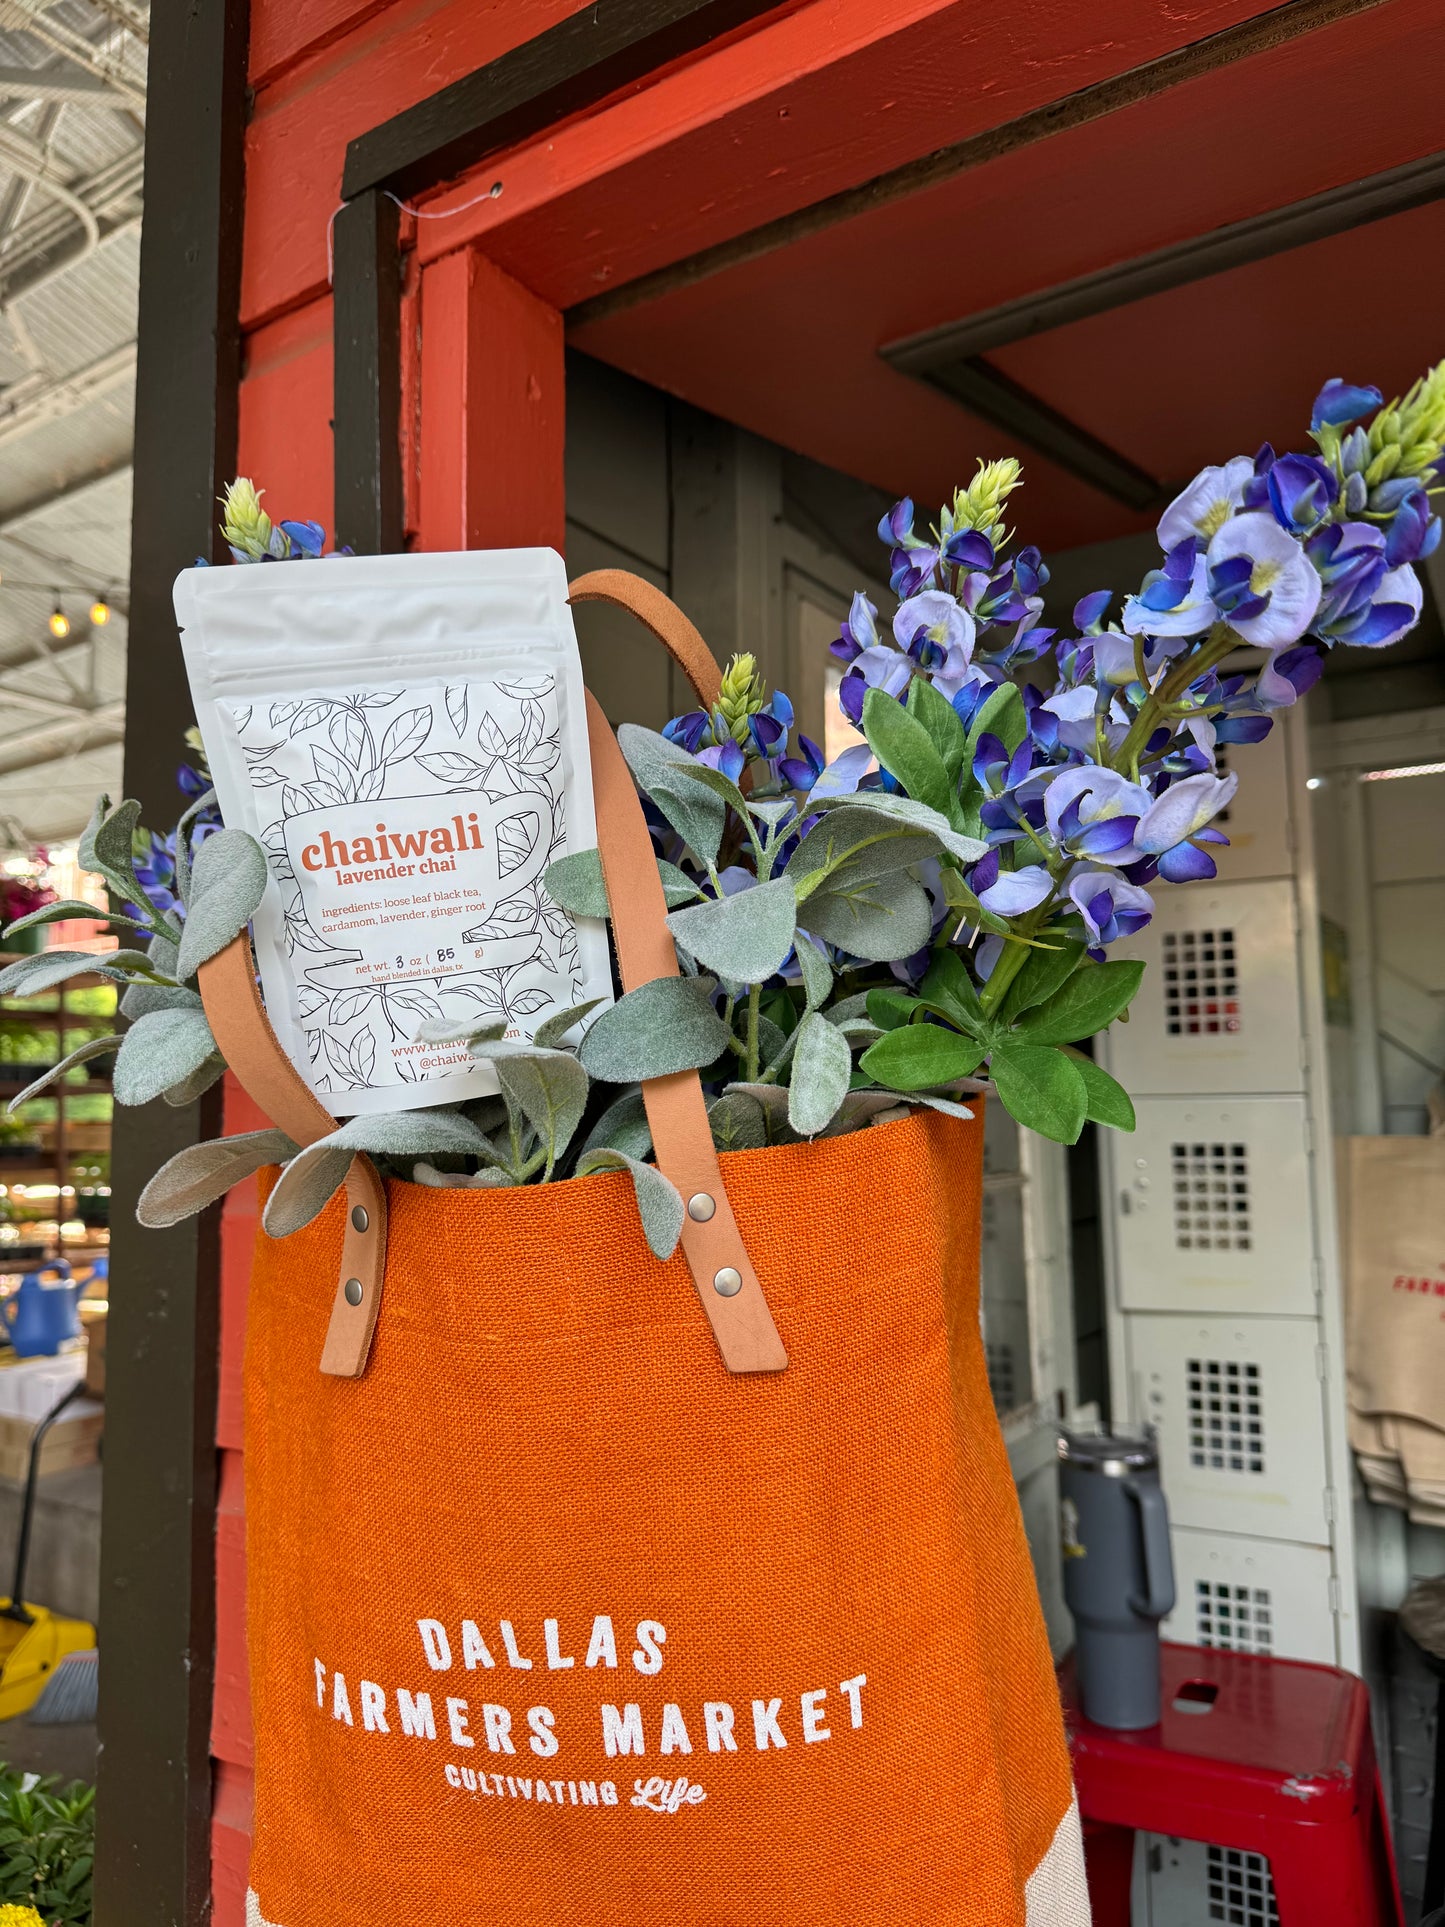 chaiwali
lavender chai
ingredients: loose leaf black tea,
cardamom, lavender, ginger root
net wt. 3 oz ( 85 g)
hand blended in dallas, tx
DALLAS
FARMERS MARKET
CULTIVATING Life